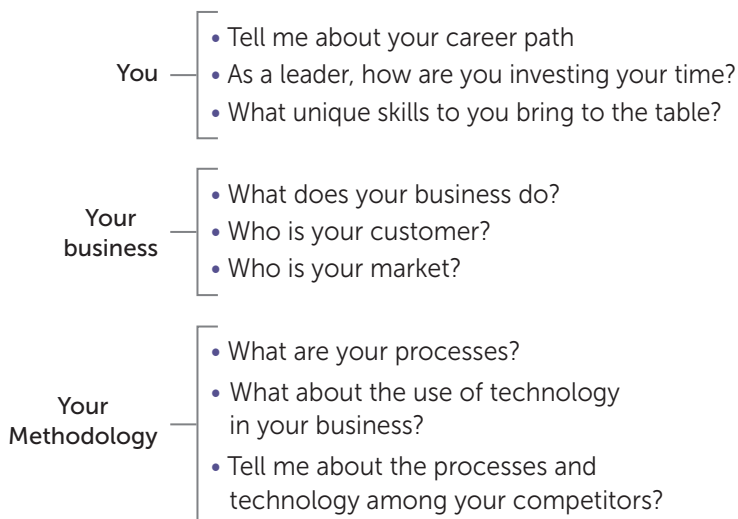 You
• Tell me about your career path
• As a leader, how are you investing your time?
• What unique skills to you bring to the table?
Your
business
• What does your business do?
• Who is your customer?
• Who is your market?
Your
Methodology
• What are your processes?
• What about the use of technology
in your business?
• Tell me about the processes and
technology among your competitors?